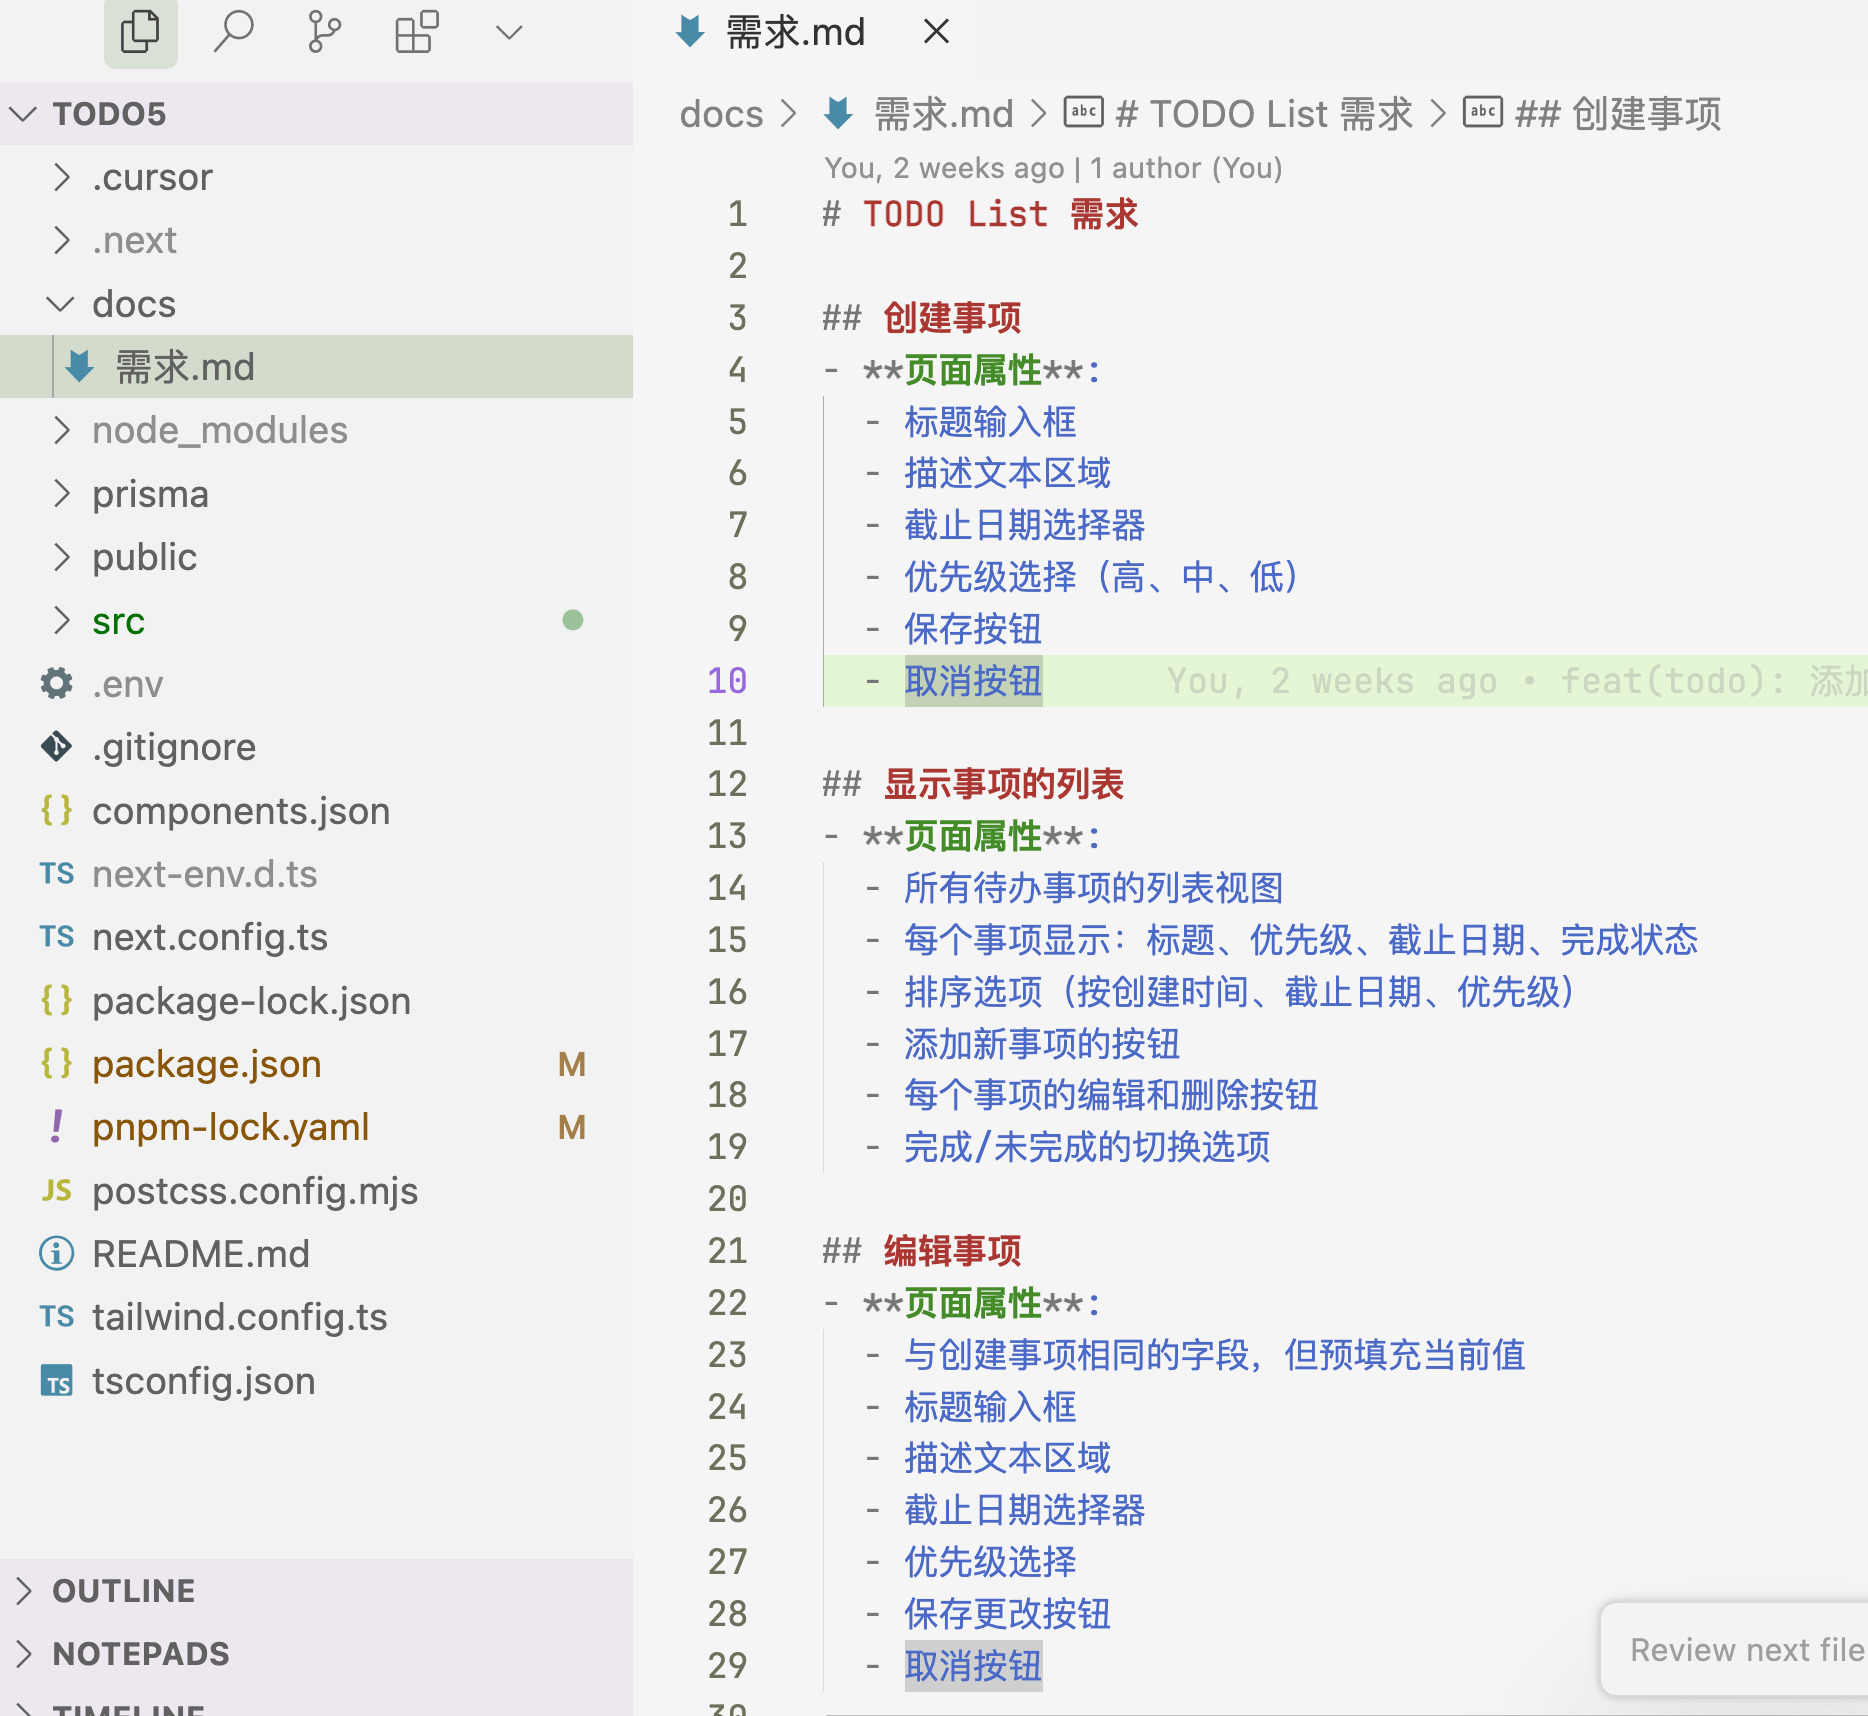 TODO5
.cursor
.next
docs
需求.md
node_modules
prisma
public
src
.env
.gitignore
{} components.json
TS next-env.d.ts
TS next.config.ts
{} package-lock.json
{} package.json M
! pnpm-lock.yaml M
JS postcss.config.mjs
README.md
TS tailwind.config.ts
TS tsconfig.json
OUTLINE
NOTEPADS
TIMELINE
需求.md
docs > 需求.md > abc # TODO List 需求 > abc ## 创建事项
You, 2 weeks ago | 1 author (You)
1 # TODO List 需求
2
3 ## 创建事项
4 - **页面属性**：
5 - 标题输入框
6 - 描述文本区域
7 - 截止日期选择器
8 - 优先级选择（高、中、低）
9 - 保存按钮
10 - 取消按钮 You, 2 weeks ago • feat(todo): 添加
11
12 ## 显示事项的列表
13 - **页面属性**：
14 - 所有待办事项的列表视图
15 - 每个事项显示：标题、优先级、截止日期、完成状态
16 - 排序选项（按创建时间、截止日期、优先级）
17 - 添加新事项的按钮
18 - 每个事项的编辑和删除按钮
19 - 完成/未完成的切换选项
20
21 ## 编辑事项
22 - **页面属性**：
23 - 与创建事项相同的字段，但预填充当前值
24 - 标题输入框
25 - 描述文本区域
26 - 截止日期选择器
27 - 优先级选择
28 - 保存更改按钮
29 - 取消按钮
30
Review next file